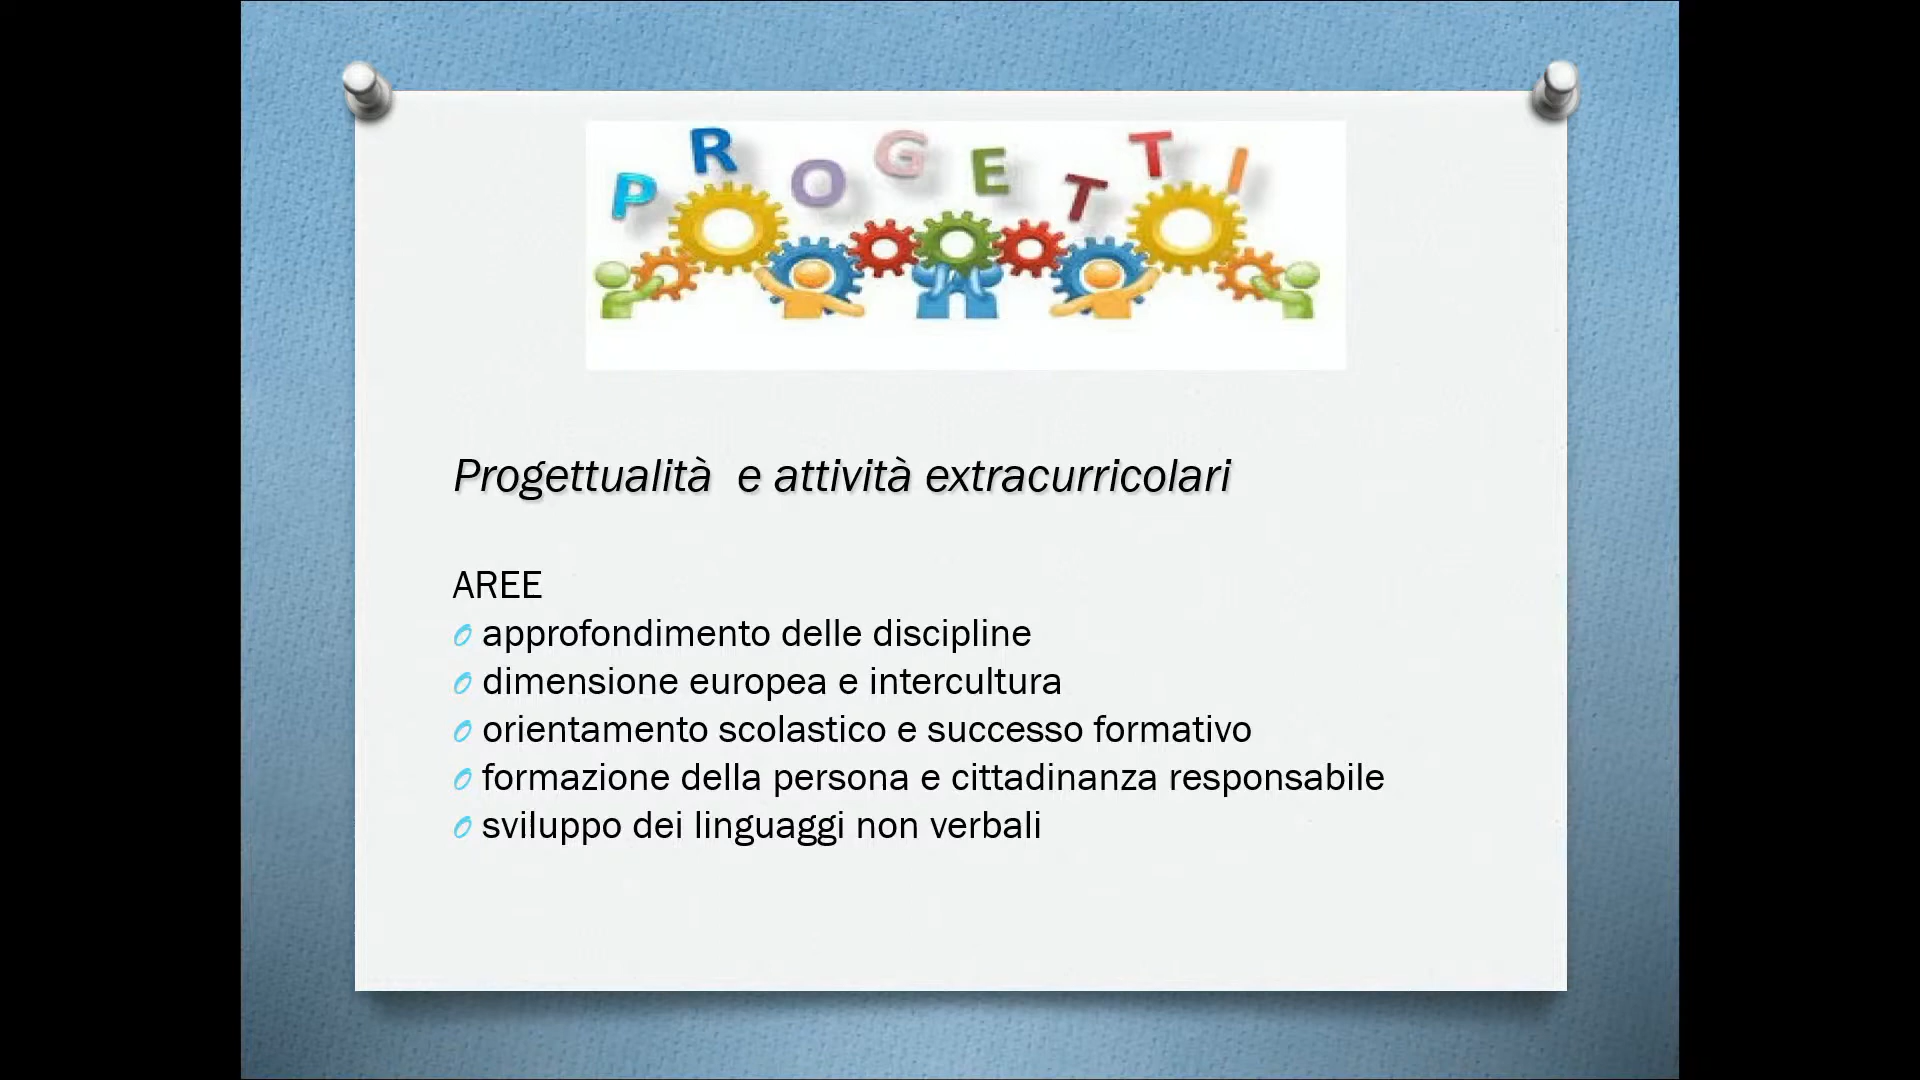 PROGETTI
Progettualità e attività extracurricolari
AREE
approfondimento delle discipline
dimensione europea e intercultura
orientamento scolastico e successo formativo
formazione della persona e cittadinanza responsabile
sviluppo dei linguaggi non verbali